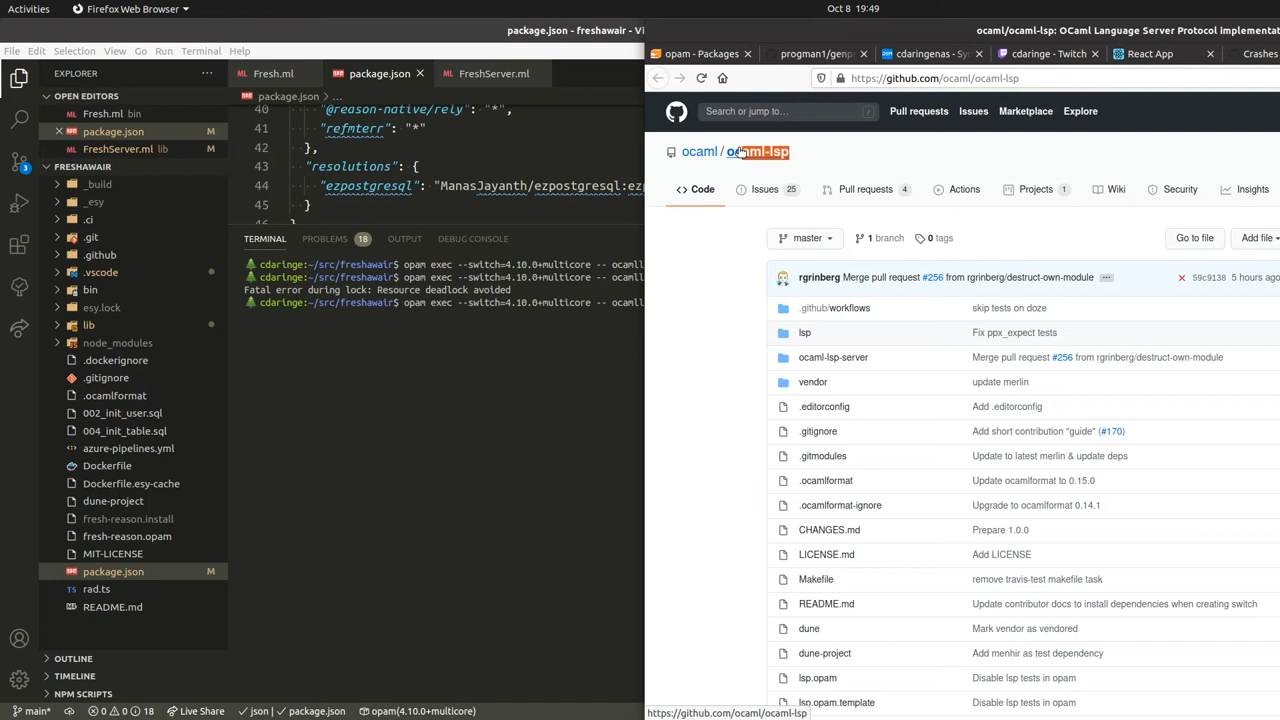 Activities
Firefox Web Browser
Oct 8 19:49
package.json - freshawair - Vi
File Edit Selection View Go Run Terminal Help
EXPLORER
OPEN EDITORS
Fresh.ml bin
package.json M
FreshServer.ml lib M
FRESHAWAIR
_build
_esy
.ci
.git
.github
.vscode
bin
esy.lock
lib
node_modules
.dockerignore
.gitignore
.ocamlformat
002_init_user.sql
004_init_table.sql
azure-pipelines.yml
Dockerfile
Dockerfile.esy-cache
dune-project
fresh-reason.install
fresh-reason.opam
MIT-LICENSE
package.json M
rad.ts
README.md
OUTLINE
TIMELINE
NPM SCRIPTS
3
Fresh.ml
package.json
FreshServer.ml
package.json > ...
40 "@reason-native/rely": "*",
41 "refmterr": "*"
42 },
43 "resolutions": {
44 "ezpostgresql": "ManasJayanth/ezpostgresql:ezp
45 }
46 }
TERMINAL PROBLEMS 18 OUTPUT DEBUG CONSOLE
cdaringe:~/src/freshawair> opam exec --switch=4.10.0+multicore -- ocamll
cdaringe:~/src/freshawair> opam exec --switch=4.10.0+multicore -- ocamll
Fatal error during lock: Resource deadlock avoided
cdaringe:~/src/freshawair> opam exec --switch=4.10.0+multicore -- ocamll
main* 0 0 18 Live Share json | package.json opam(4.10.0+multicore)
ocaml/ocaml-lsp: OCaml Language Server Protocol Implementat
opam - Packages
progman1/genp
cdaringenas - Sy
cdaringe - Twitch
React App
Crashes
https://github.com/ocaml/ocaml-lsp
Search or jump to... /
Pull requests Issues Marketplace Explore
ocaml / ocaml-lsp
Code Issues 25 Pull requests 4 Actions Projects 1 Wiki Security Insights
master 1 branch 0 tags Go to file Add file
rgrinberg Merge pull request #256 from rgrinberg/destruct-own-module ... 59c9138 5 hours ago
.github/workflows skip tests on doze
lsp Fix ppx_expect tests
ocaml-lsp-server Merge pull request #256 from rgrinberg/destruct-own-module
vendor update merlin
.editorconfig Add .editorconfig
.gitignore Add short contribution "guide" (#170)
.gitmodules Update to latest merlin & update deps
.ocamlformat Update ocamlformat to 0.15.0
.ocamlformat-ignore Upgrade to ocamlformat 0.14.1
CHANGES.md Prepare 1.0.0
LICENSE.md Add LICENSE
Makefile remove travis-test makefile task
README.md Update contributor docs to install dependencies when creating switch
dune Mark vendor as vendored
dune-project Add menhir as test dependency
lsp.opam Disable lsp tests in opam
lsp.opam.template Disable lsp tests in opam
https://github.com/ocaml/ocaml-lsp